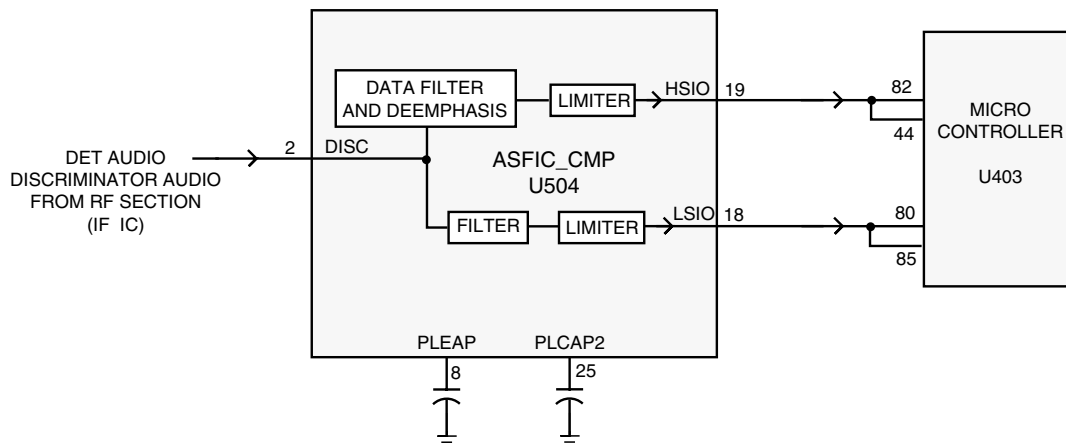 DATA FILTER
AND DEEMPHASIS
LIMITER
HSIO
19
82
44
MICRO
CONTROLLER
U403
2
DISC
DET AUDIO
DISCRIMINATOR AUDIO
FROM RF SECTION
(IF IC)
ASFIC_CMP
U504
FILTER
LIMITER
LSIO
18
80
85
PLEAP
8
PLCAP2
25